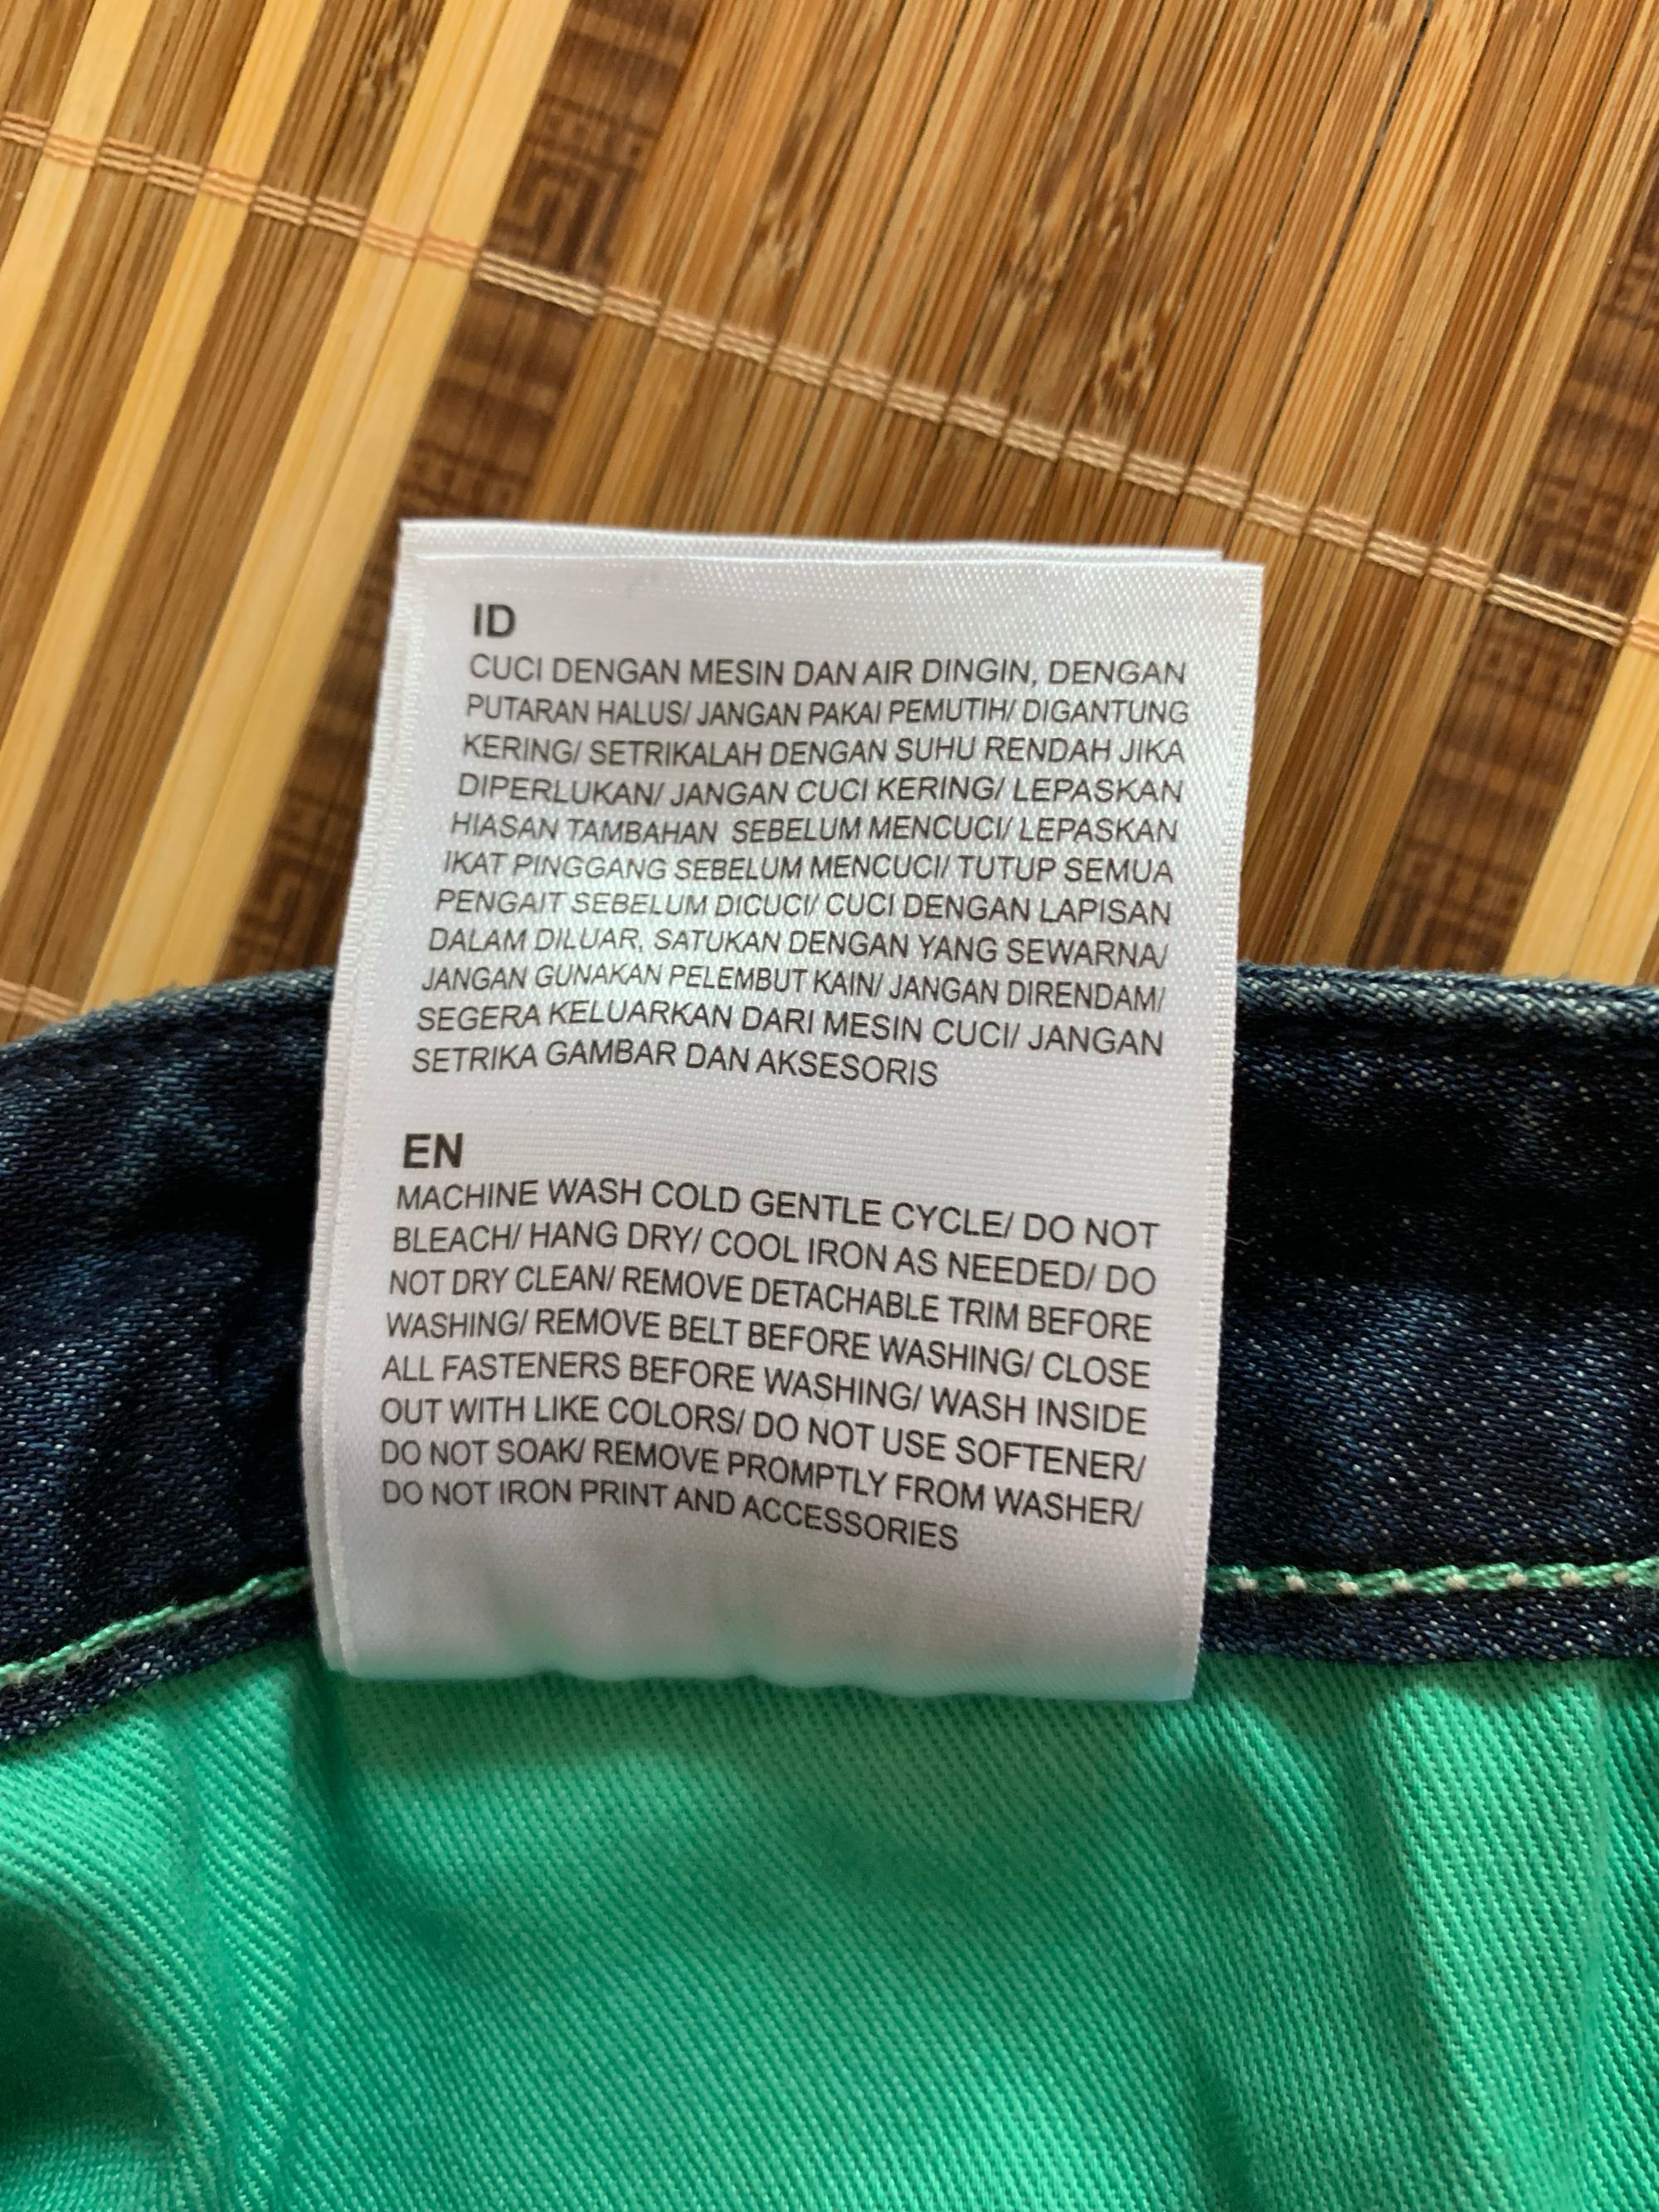 ID
CUCI DENGAN MESIN DAN AIR DINGIN, DENGAN
PUTARAN HALUS/ JANGAN PAKAI PEMUTIH/ DIGANTUNG
KERING/ SETRIKALAH DENGAN SUHU RENDAH JIKA
DIPERLUKAN/ JANGAN CUCI KERING/ LEPASKAN
HIASAN TAMBAHAN SEBELUM MENCUCI/ LEPASKAN
IKAT PINGGANG SEBELUM MENCUCI/ TUTUP SEMUA
PENGAIT SEBELUM DICUCI/ CUCI DENGAN LAPISAN
DALAM DILUAR, SATUKAN DENGAN YANG SEWARNA/
JANGAN GUNAKAN PELEMBUT KAIN/ JANGAN DIRENDAM/
SEGERA KELUARKAN DARI MESIN CUCI/ JANGAN
SETRIKA GAMBAR DAN AKSESORIS
EN
MACHINE WASH COLD GENTLE CYCLE/ DO NOT
BLEACH/ HANG DRY/ COOL IRON AS NEEDED/ DO
NOT DRY CLEAN/ REMOVE DETACHABLE TRIM BEFORE
WASHING/ REMOVE BELT BEFORE WASHING/ CLOSE
ALL FASTENERS BEFORE WASHING/ WASH INSIDE
OUT WITH LIKE COLORS/ DO NOT USE SOFTENER/
DO NOT SOAK/ REMOVE PROMPTLY FROM WASHER/
DO NOT IRON PRINT AND ACCESSORIES